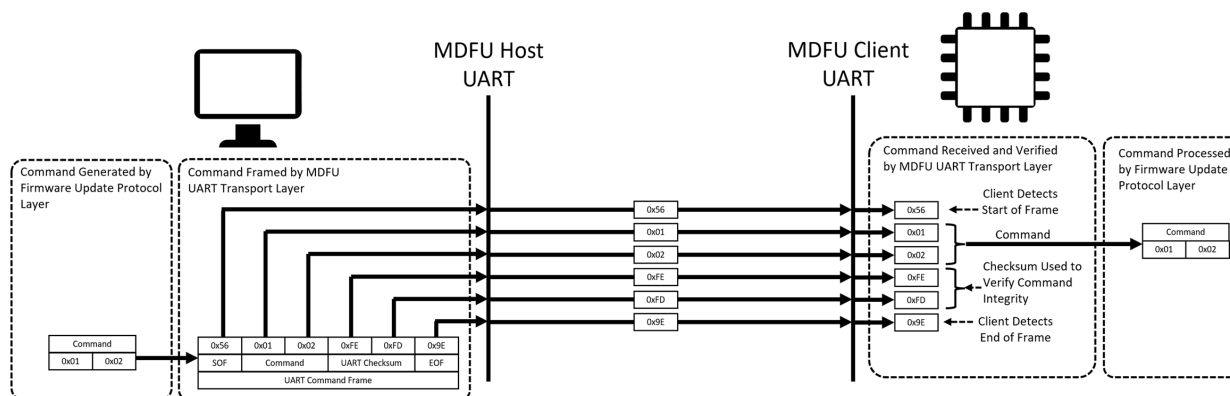 MDFU Host
UART
MDFU Client
UART
Command Generated by
Firmware Update Protocol
Layer
Command
0x01 0x02
Command Framed by MDFU
UART Transport Layer
0x56 0x01 0x02 0xFE 0xFD 0x9E
SOF Command UART Checksum EOF
UART Command Frame
0x56
0x01
0x02
0xFE
0xFD
0x9E
Command Received and Verified
by MDFU UART Transport Layer
0x56
0x01
0x02
0xFE
0xFD
0x9E
Client Detects
Start of Frame
Command
Checksum Used to
Verify Command
Integrity
Client Detects
End of Frame
Command Processed
by Firmware Update
Protocol Layer
Command
0x01 0x02